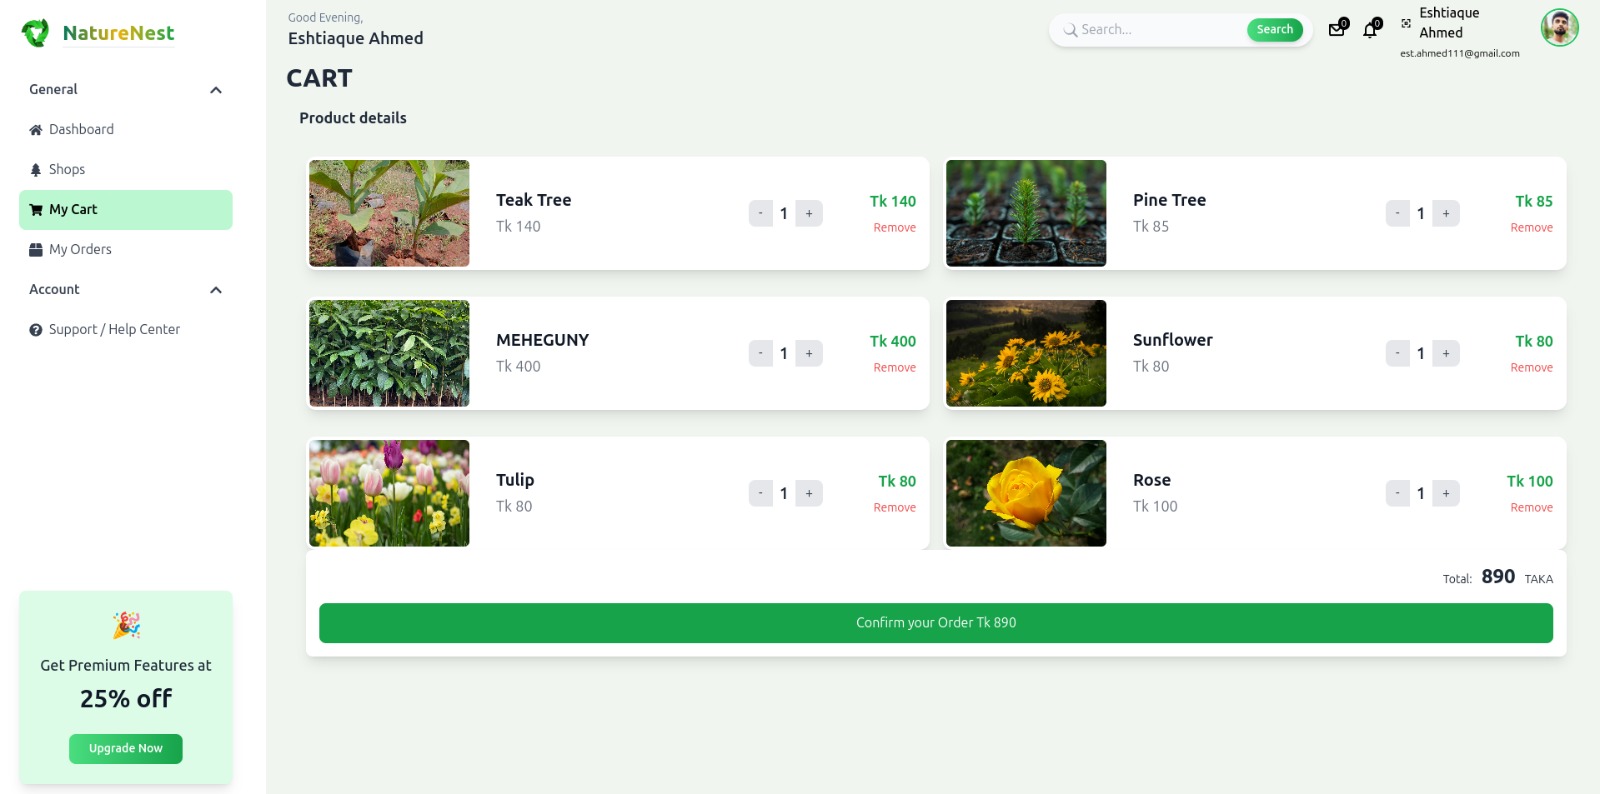 NatureNest
General
Dashboard
Shops
My Cart
My Orders
Account
Support / Help Center
Get Premium Features at
25% off
Upgrade Now
Good Evening,
Eshtiaque Ahmed
Search...
Search
0
0
Eshtiaque
Ahmed
est.ahmed111@gmail.com
CART
Product details
Teak Tree
Tk 140
- 1 +
Tk 140
Remove
Pine Tree
Tk 85
- 1 +
Tk 85
Remove
MEHEGUNY
Tk 400
- 1 +
Tk 400
Remove
Sunflower
Tk 80
- 1 +
Tk 80
Remove
Tulip
Tk 80
- 1 +
Tk 80
Remove
Rose
Tk 100
- 1 +
Tk 100
Remove
Total: 890 TAKA
Confirm your Order Tk 890